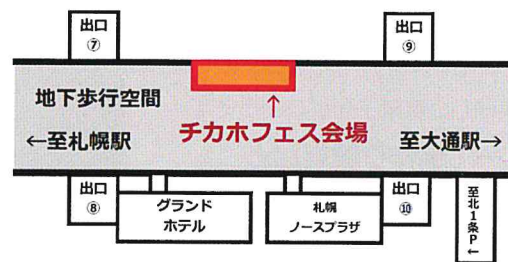 出口
⑦
出口
⑨
地下歩行空間
↑
チカホフェス会場
←至札幌駅
至大通駅→
出口
⑧
グランド
ホテル
札幌
ノースプラザ
出口
⑩
至北1条P←